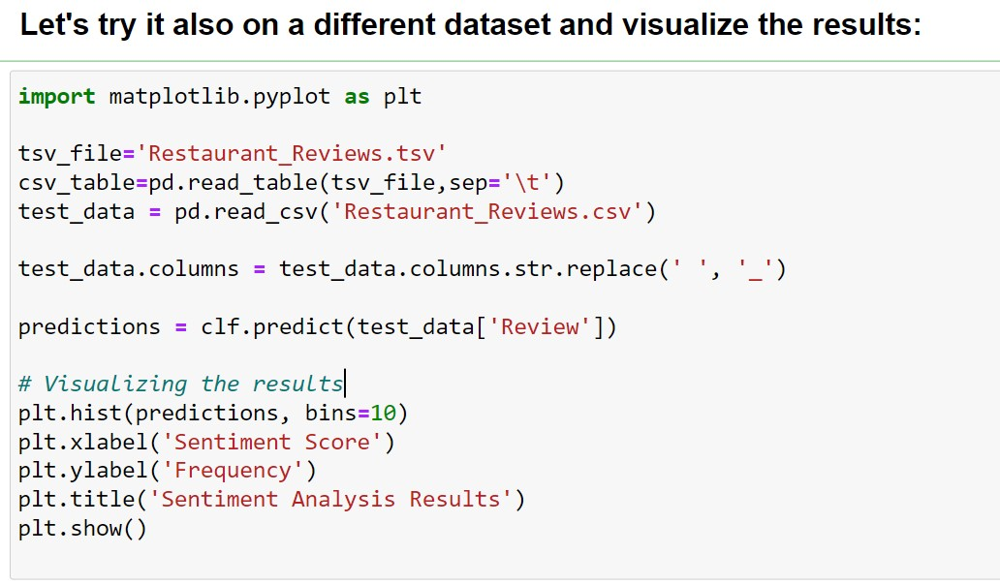 Let's try it also on a different dataset and visualize the results:
import matplotlib.pyplot as plt
tsv_file='Restaurant_Reviews.tsv'
csv_table=pd.read_table(tsv_file,sep='\t')
test_data = pd.read_csv('Restaurant_Reviews.csv')
test_data.columns = test_data.columns.str.replace(' ', '_')
predictions = clf.predict(test_data['Review'])
# Visualizing the results
plt.hist(predictions, bins=10)
plt.xlabel('Sentiment Score')
plt.ylabel('Frequency')
plt.title('Sentiment Analysis Results')
plt.show()